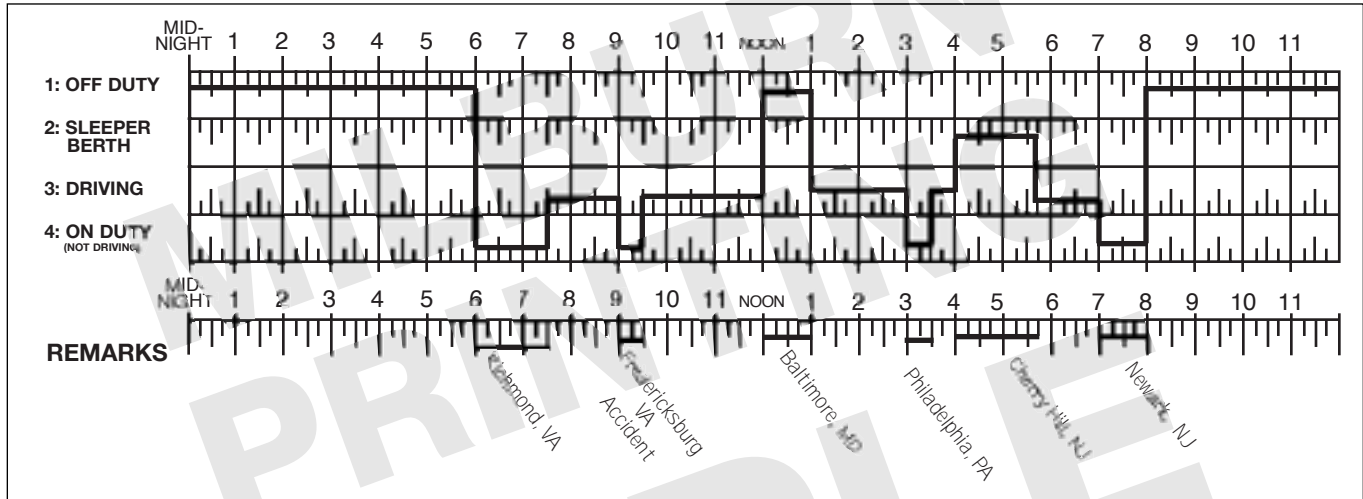 MID-
NIGHT 1 2 3 4 5 6 7 8 9 10 11 NOON 1 2 3 4 5 6 7 8 9 10 11
1: OFF DUTY
2: SLEEPER
BERTH
3: DRIVING
4: ON DUTY
(NOT DRIVING)
MID-
NIGHT 1 2 3 4 5 6 7 8 9 10 11 NOON 1 2 3 4 5 6 7 8 9 10 11
REMARKS
Richmond, VA
Fredericksburg
VA
Accident
Baltimore, MD
Philadelphia, PA
Cherry Hill, NJ
Newark, NJ
MILBURN
PRINTING